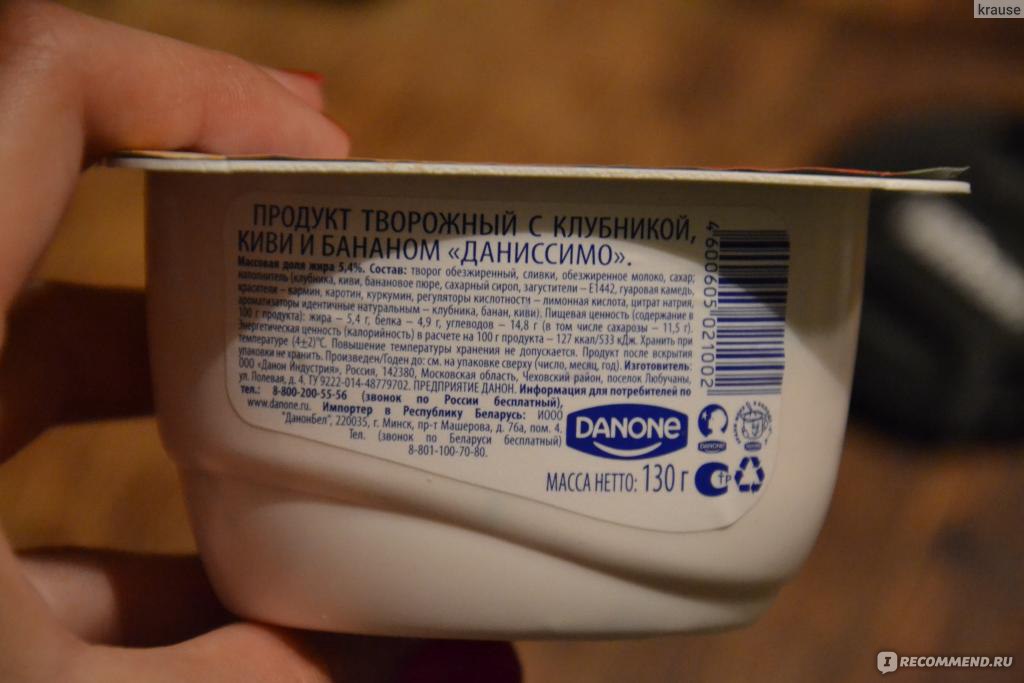 krause
ПРОДУКТ ТВОРОЖНЫЙ С КЛУБНИКОЙ,
КИВИ И БАНАНОМ «ДАНИССИМО».
Массовая доля жира 5,4%. Состав: творог обезжиренный, сливки, обезжиренное молоко, сахар,
наполнитель (клубника, киви, банановое пюре, сахарный сироп, загустители – Е1442, гуаровая камедь,
красители – кармин, каротин, куркумин, регуляторы кислотности – лимонная кислота, цитрат натрия,
ароматизаторы идентичные натуральным – клубника, банан, киви). Пищевая ценность (содержание в
100 г продукта): жира – 5,4 г, белка – 4,9 г, углеводов – 14,8 г (в том числе сахарозы – 11,5 г).
Энергетическая ценность (калорийность) в расчете на 100 г продукта – 127 ккал/533 кДж. Хранить при
температуре (4±2)°С. Повышение температуры хранения не допускается. Продукт после вскрытия
упаковки не хранить. Произведен/Годен до: см. на упаковке сверху (число, месяц, год). Изготовитель:
ООО «Данон Индустрия», Россия, 142380, Московская область, Чеховский район, поселок Любучаны,
ул. Полевая, д. 4. ТУ 9222-014-48779702. ПРЕДПРИЯТИЕ ДАНОН. Информация для потребителей по
тел.: 8-800-200-55-56 (звонок по России бесплатный),
www.danone.ru. Импортер в Республику Беларусь: ИООО
"ДанонБел", 220035, г. Минск, пр-т Машерова, д. 76а, пом. 4.
Тел. (звонок по Беларуси бесплатный)
8-801-100-70-80.
4600605021002
DANONE
DANONE
МАССА НЕТТО: 130 г
IRECOMMEND.RU